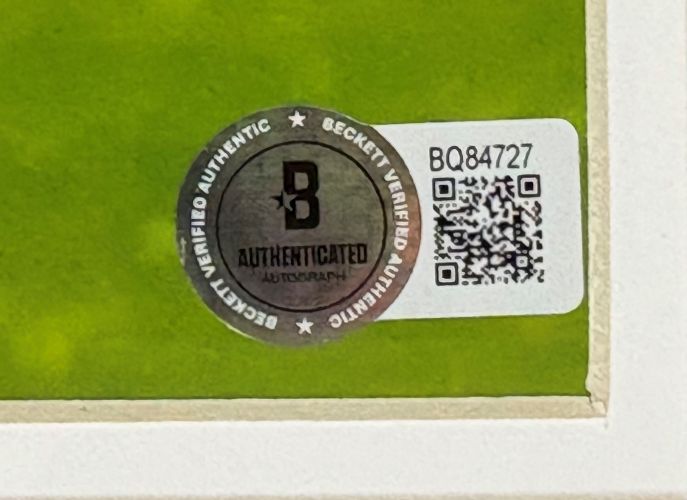 BECKETT VERIFIED AUTHENTIC ★ BECKETT VERIFIED AUTHENTIC ★
B
AUTHENTICATED
AUTOGRAPH
BQ84727